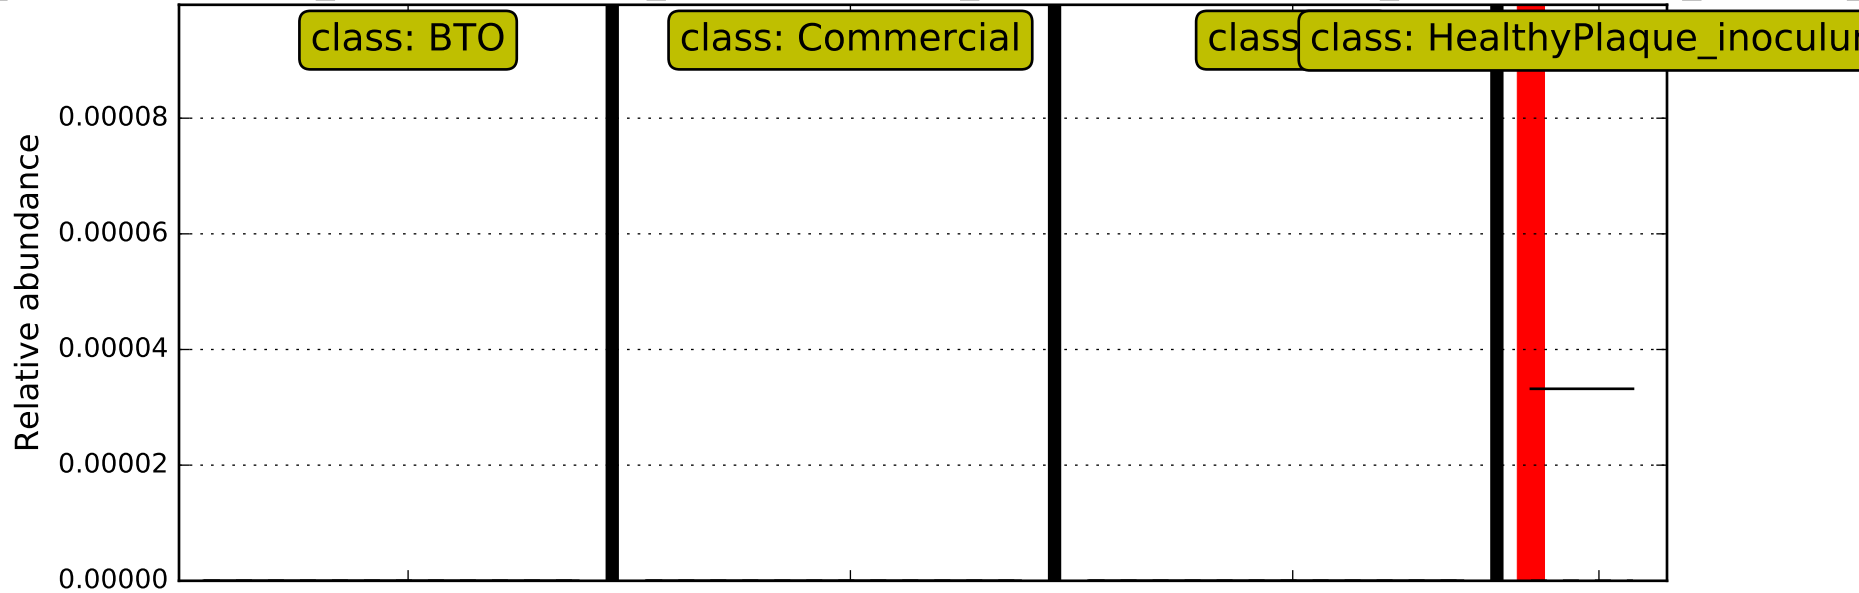 class: BTO
class: Commercial
class
class: HealthyPlaque_inoculu
0.00008
0.00006
0.00004
0.00002
0.00000
Relative abundance